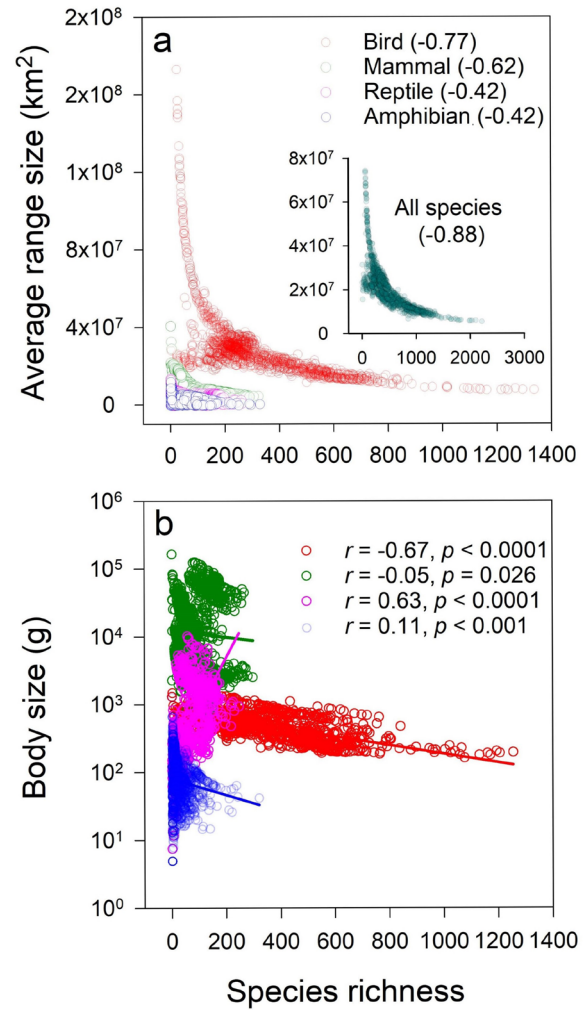 a
Bird (-0.77)
Mammal (-0.62)
Reptile (-0.42)
Amphibian (-0.42)
Average range size (km²)
2x10⁸
2x10⁸
1x10⁸
8x10⁷
4x10⁷
0
All species
(-0.88)
8x10⁷
6x10⁷
4x10⁷
2x10⁷
0
0 1000 2000 3000
0 200 400 600 800 1000 1200 1400
b
r = -0.67, p < 0.0001
r = -0.05, p = 0.026
r = 0.63, p < 0.0001
r = 0.11, p < 0.001
Body size (g)
10⁶
10⁵
10⁴
10³
10²
10¹
10⁰
0 200 400 600 800 1000 1200 1400
Species richness